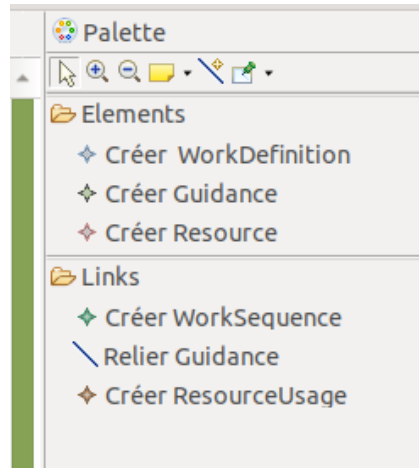 Palette
Elements
Créer WorkDefinition
Créer Guidance
Créer Resource
Links
Créer WorkSequence
Relier Guidance
Créer ResourceUsage